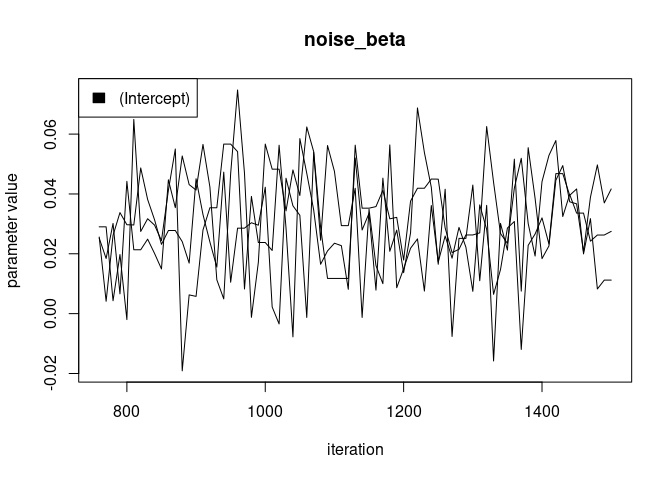 noise_beta
(Intercept)
parameter value
0.06
0.04
0.02
0.00
-0.02
800 1000 1200 1400
iteration